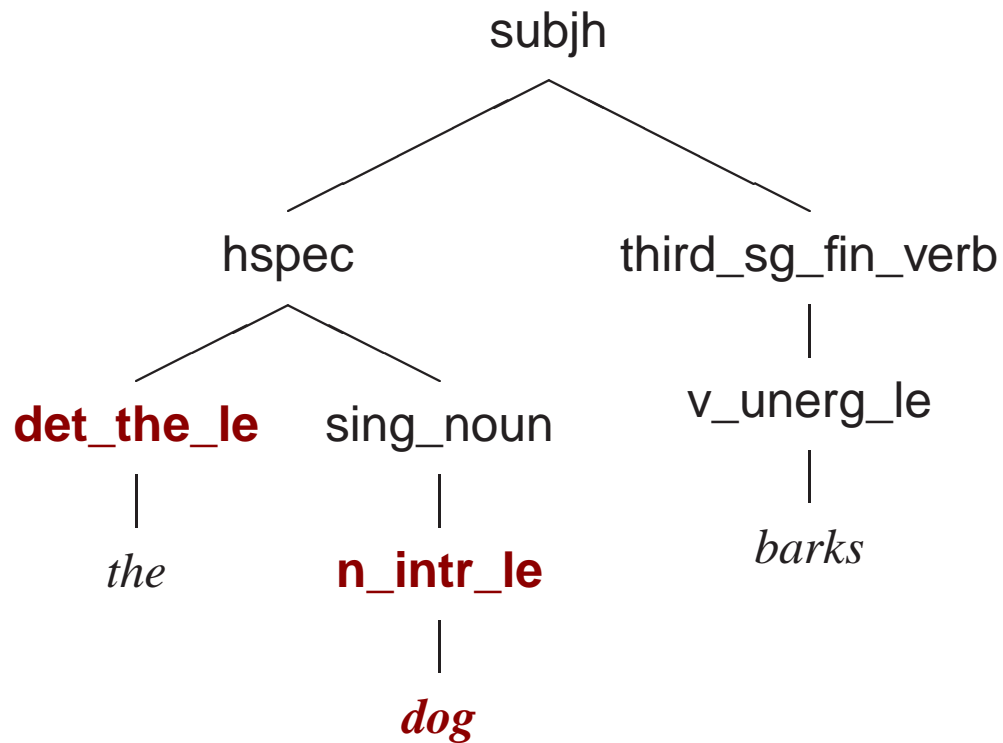 subjh
hspec third_sg_fin_verb
det_the_le sing_noun v_unerg_le
the n_intr_le barks
dog